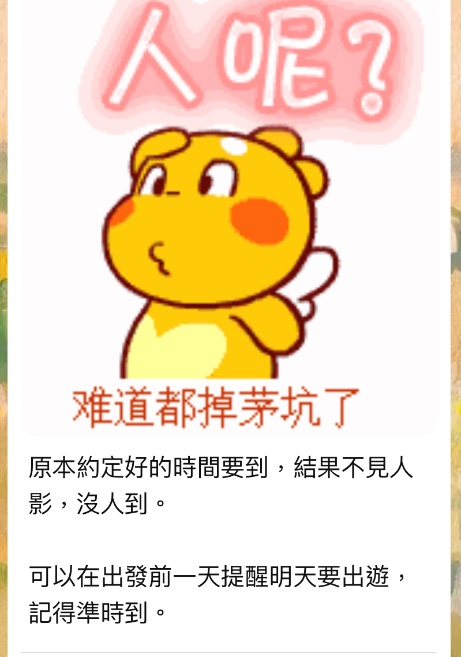 人呢?
难道都掉茅坑了
原本約定好的時間要到，結果不見人
影，沒人到。
可以在出發前一天提醒明天要出遊，
記得準時到。